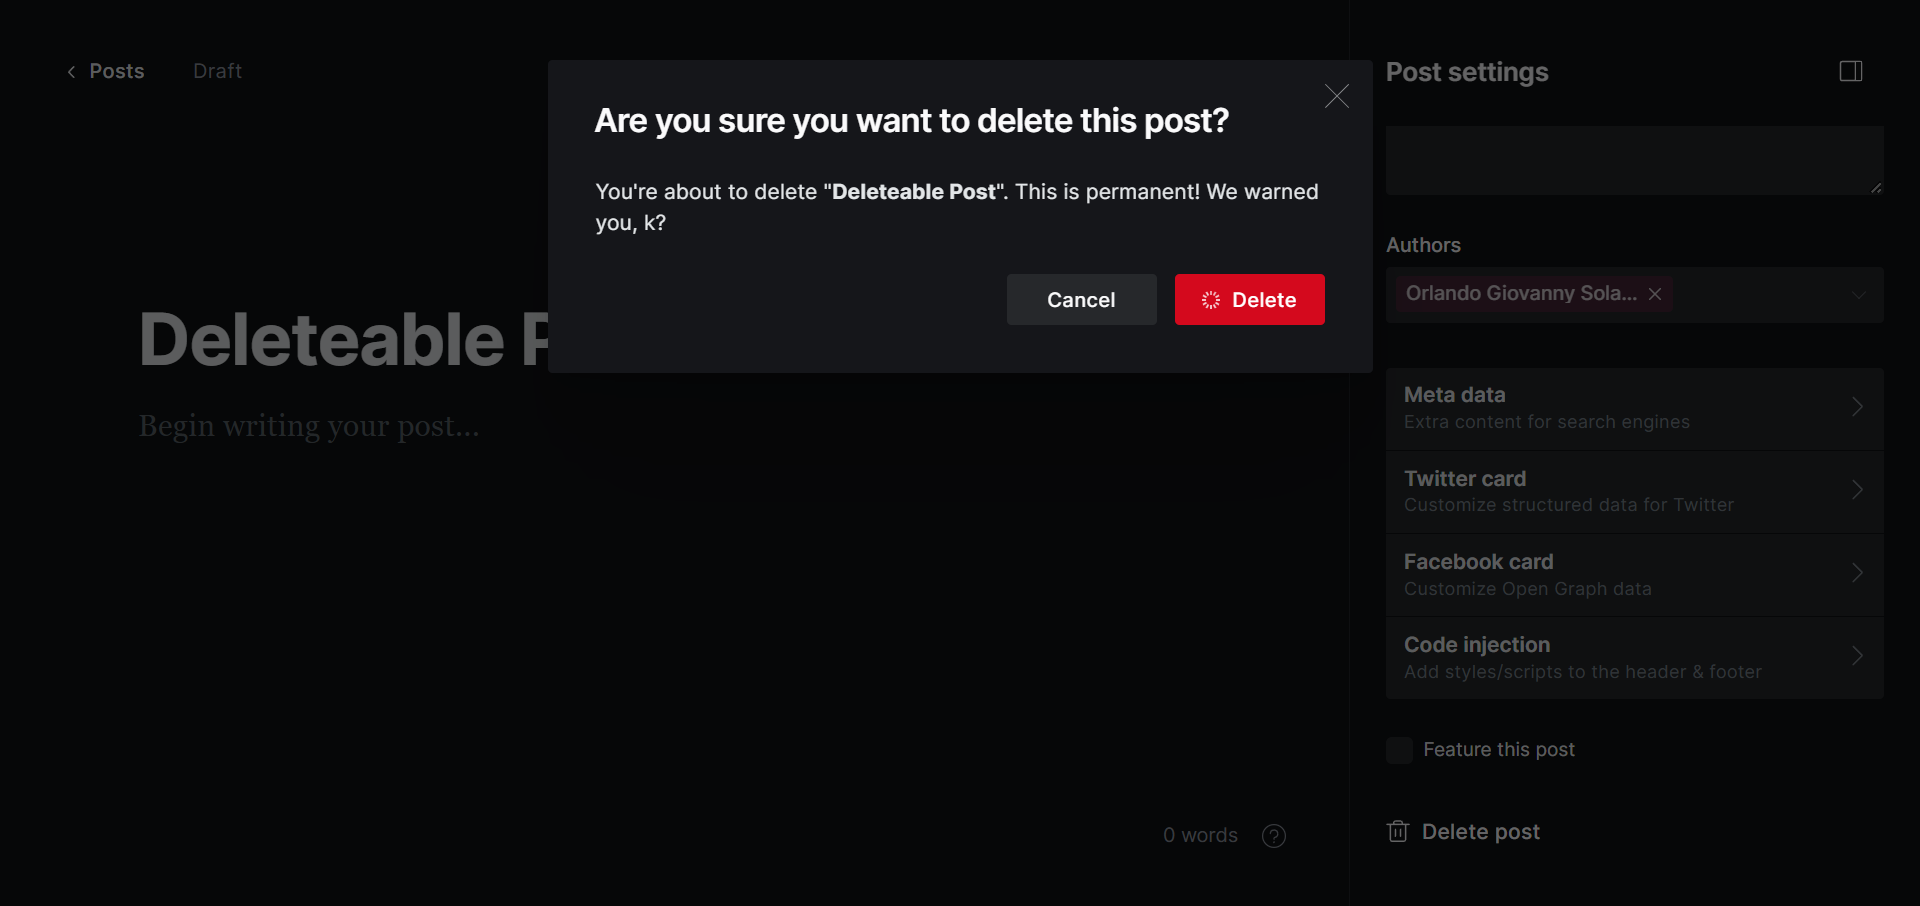 Posts
Draft
Are you sure you want to delete this post?
You're about to delete "Deleteable Post". This is permanent! We warned
you, k?
Cancel
Delete
Deleteable P
Begin writing your post...
0 words
?
Post settings
Authors
Orlando Giovanny Sola...
Meta data
Extra content for search engines
Twitter card
Customize structured data for Twitter
Facebook card
Customize Open Graph data
Code injection
Add styles/scripts to the header & footer
Feature this post
Delete post